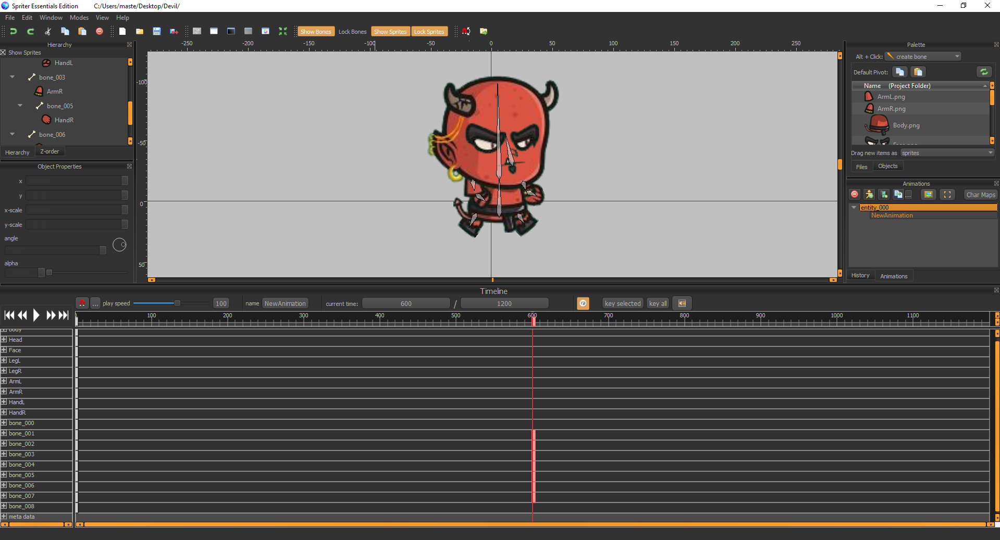 Spriter Essentials Edition C:/Users/maste/Desktop/Devil/
File Edit Window Modes View Help
Show Bones Lock Bones Show Sprites Lock Sprites
Hierarchy
Show Sprites
HandL
bone_003
ArmR
bone_005
HandR
bone_006
Hierarchy Z-order
Object Properties
x
y
x-scale
y-scale
angle
alpha
-250 -200 -150 -100 -50 0 50 100 150 200 250
-100
-50
0
50
Palette
Alt + Click: create bone
Default Pivot:
Name (Project Folder)
ArmL.png
ArmR.png
Body.png
Drag new items as sprites
Files Objects
Animations
... Char Maps
entity_000
NewAnimation
History Animations
Timeline
... play speed 100 name NewAnimation current time: 600 / 1200 key selected key all
100 200 300 400 500 600 700 800 900 1000 1100
Body
Head
Face
LegL
LegR
ArmL
ArmR
HandL
HandR
bone_000
bone_001
bone_002
bone_003
bone_004
bone_005
bone_006
bone_007
bone_008
meta data